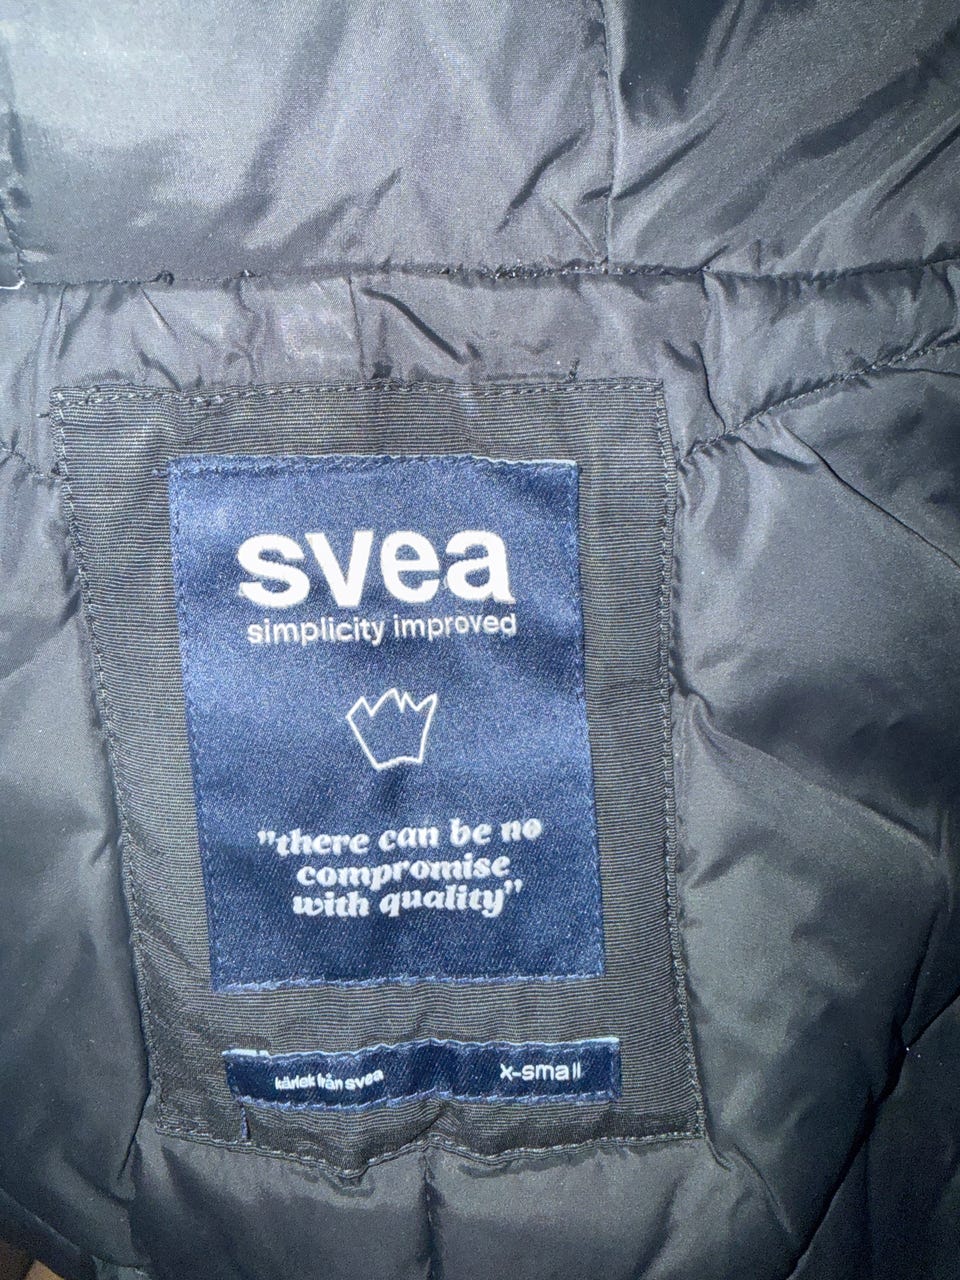 svea
simplicity improved
"there can be no
compromise
with quality"
kärlek från svea
x-small